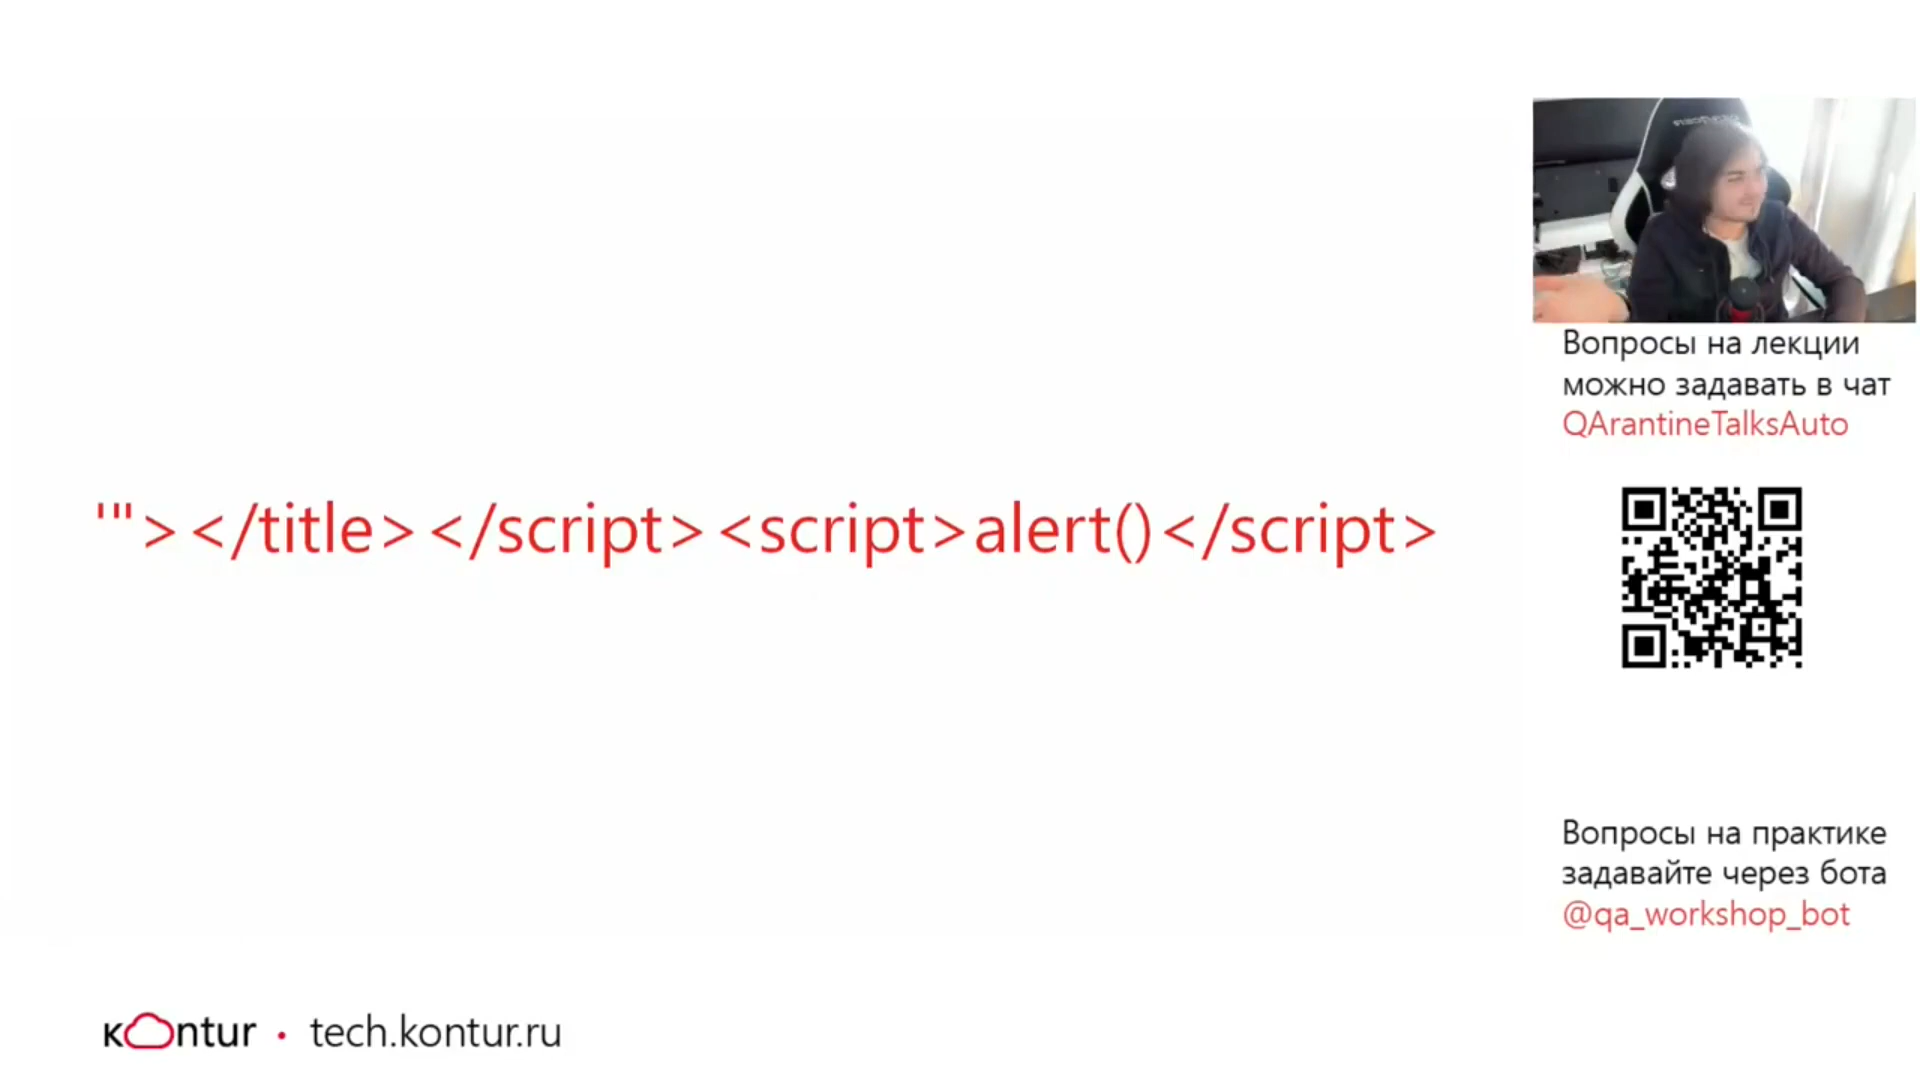 '"></title></script><script>alert()</script>
Вопросы на лекции
можно задавать в чат
QArantineTalksAuto
Вопросы на практике
задавайте через бота
@qa_workshop_bot
кontur • tech.kontur.ru